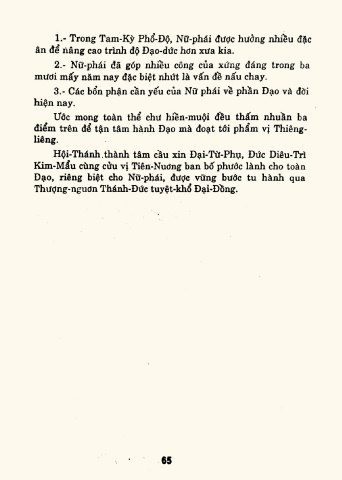 1.- Trong Tam-Kỳ Phổ-Độ, Nữ-phái được hưởng nhiều đặc
ân để nâng cao trình độ Đạo-đức hơn xưa kia.
2.- Nữ-phái đã góp nhiều công của xứng đáng trong ba
mươi mấy năm nay đặc biệt nhứt là vấn đề nấu chay.
3.- Các bổn phận cần yếu của Nữ phái về phần Đạo và đời
hiện nay.
Ước mong toàn thể chư hiền-muội đều thấm nhuần ba
điểm trên để tận tâm hành Đạo mà đoạt tới phẩm vị Thiêng-
liêng.
Hội-Thánh thành tâm cầu xin Đại-Từ-Phụ, Đức Diêu-Trì
Kim-Mẫu cùng cửu vị Tiên-Nương ban bố phước lành cho toàn
Đạo, riêng biệt cho Nữ-phái, được vững bước tu hành qua
Thượng-ngươn Thánh-Đức tuyệt-khổ Đại-Đồng.
65